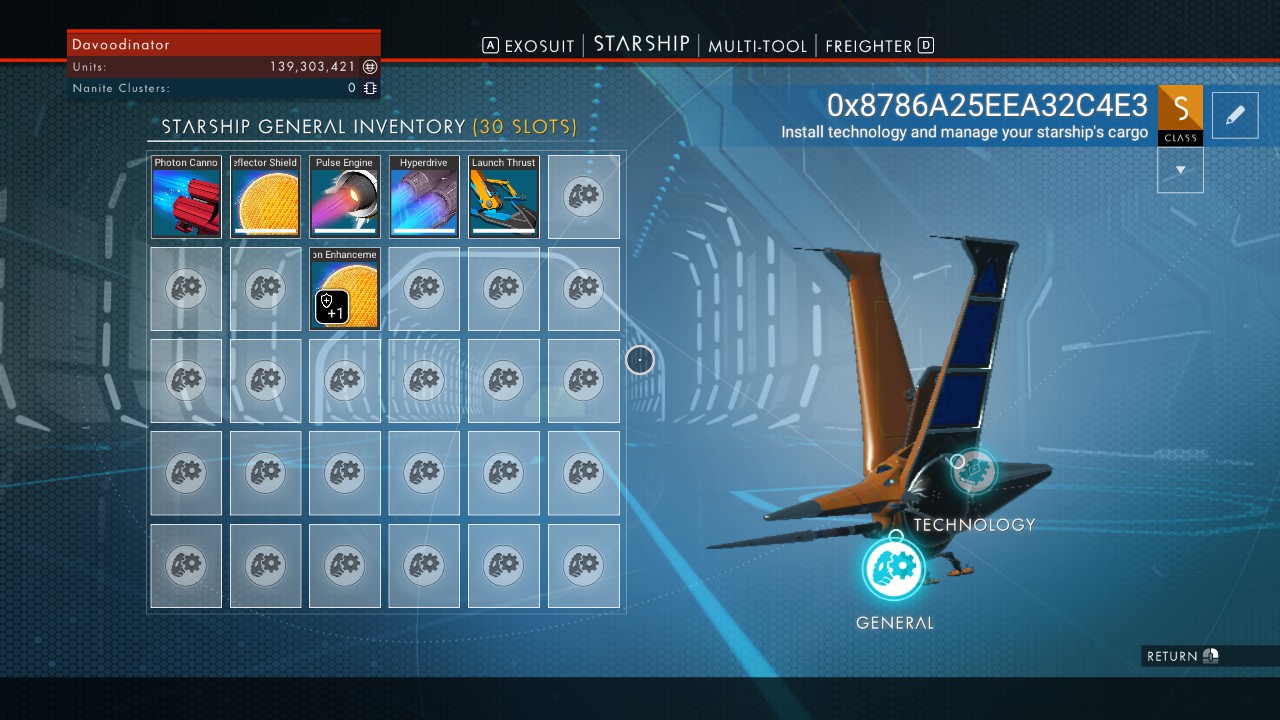 Davoodinator
Units: 139,303,421
Nanite Clusters: 0
A EXOSUIT STARSHIP MULTI-TOOL FREIGHTER D
0x8786A25EEA32C4E3
Install technology and manage your starship's cargo
S
CLASS
STARSHIP GENERAL INVENTORY (30 SLOTS)
Photon Canno eflector Shield Pulse Engine Hyperdrive Launch Thrust
on Enhanceme
+1
TECHNOLOGY
GENERAL
RETURN